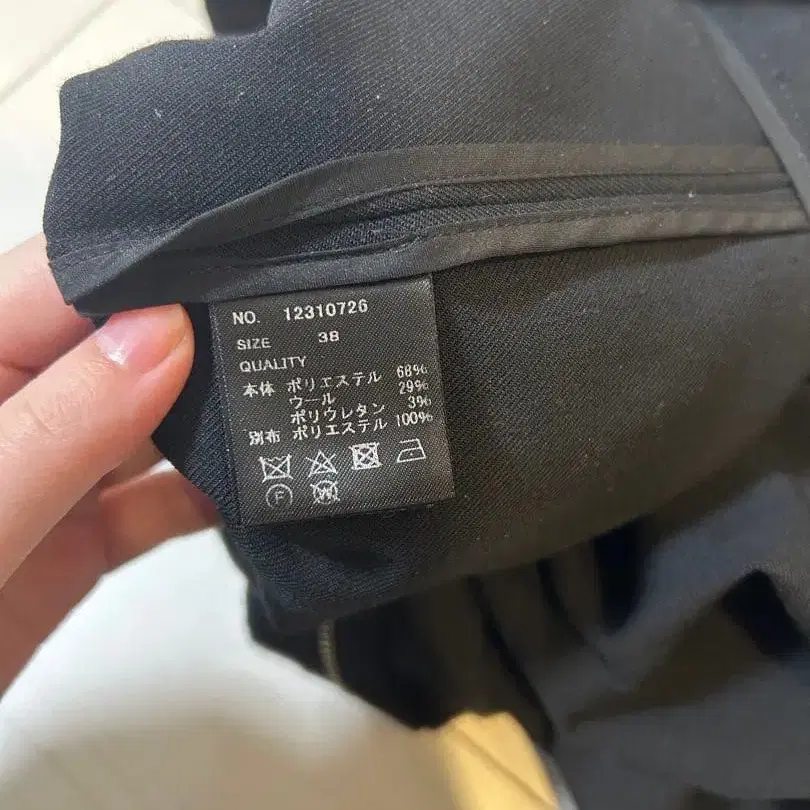 NO. 12310726
SIZE 38
QUALITY
本体 ポリエステル 68%
ウール 29%
ポリウレタン 3%
別布 ポリエステル 100%
F W